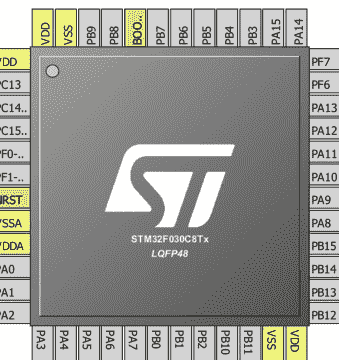 VDD
VSS
PB9
PB8
BOO..
PB7
PB6
PB5
PB4
PB3
PA15
PA14
VDD
PC13
PC14..
PC15..
PF0-..
PF1-..
NRST
VSSA
VDDA
PA0
PA1
PA2
PF7
PF6
PA13
PA12
PA11
PA10
PA9
PA8
PB15
PB14
PB13
PB12
ST
STM32F030C8Tx
LQFP48
PA3
PA4
PA5
PA6
PA7
PB0
PB1
PB2
PB10
PB11
VSS
VDD